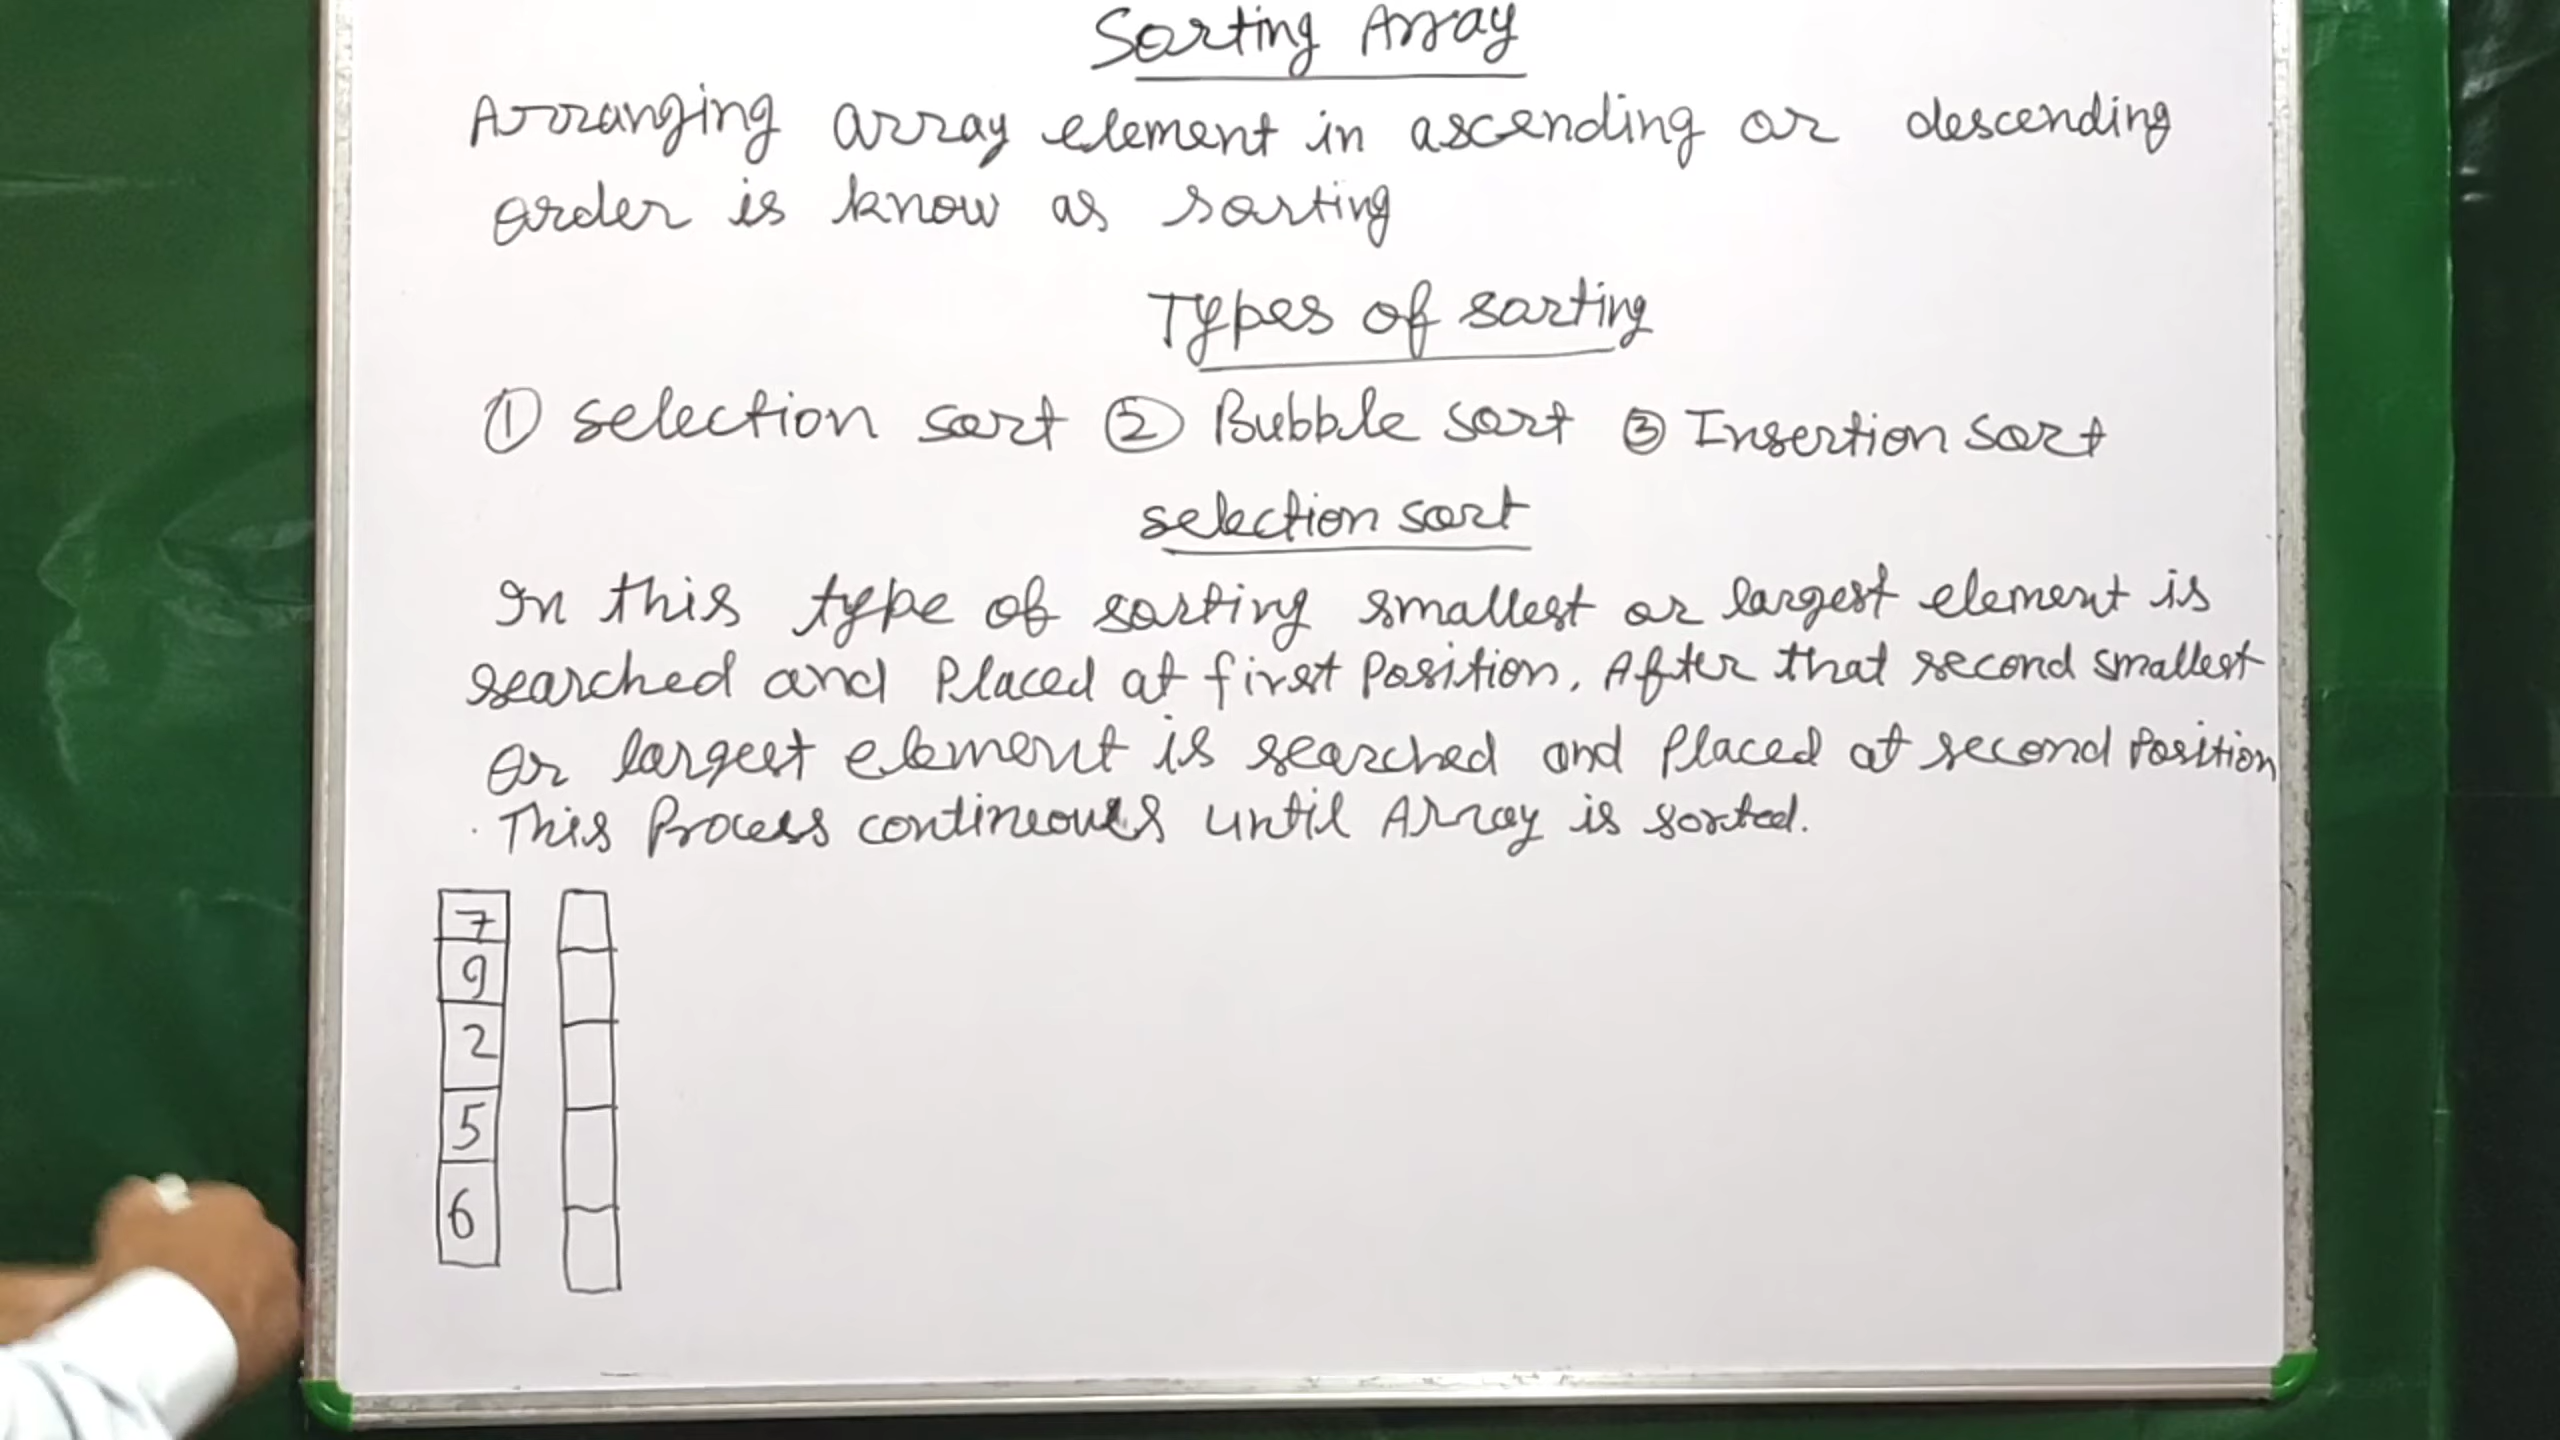 Sorting Array
Arranging array element in ascending or descending
order is know as sorting
Types of sorting
① selection sort ② Bubble sort ③ Insertion sort
selection sort
In this type of sorting smallest or largest element is
searched and Placed at first Position. After that second smallest
or largest element is searched and Placed at second Position
. This Process contineous until Array is sorted.
7
9
2
5
6